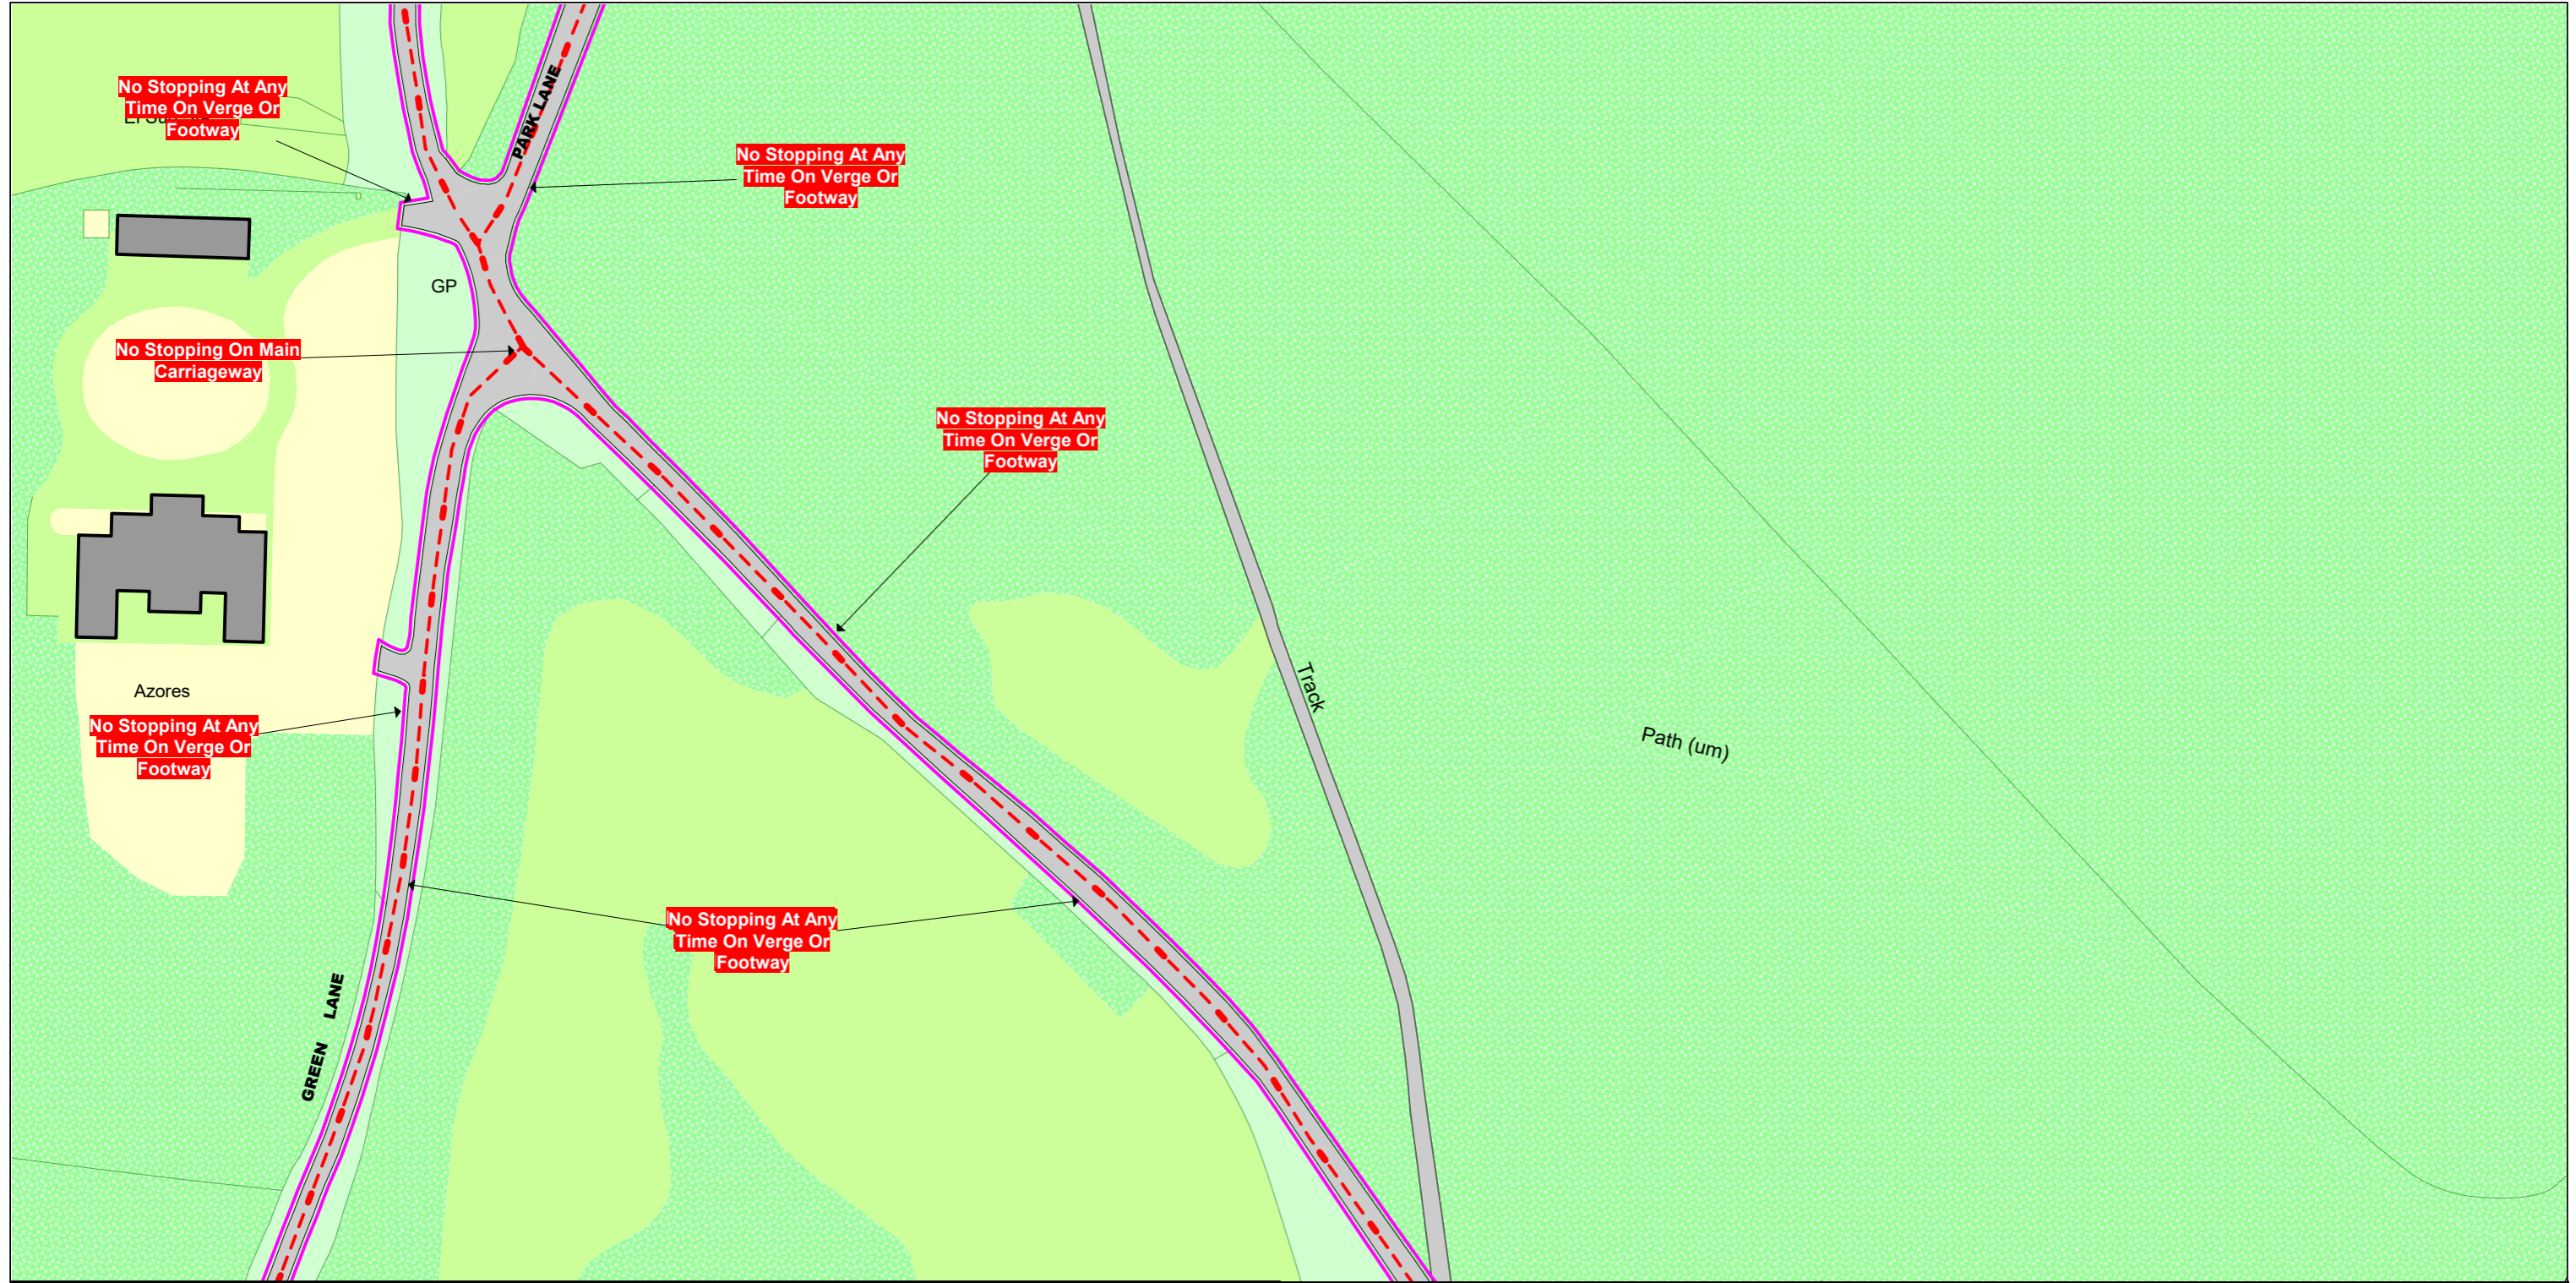 PARK LANE
No Stopping At Any
Time On Verge Or
Footway
No Stopping At Any
Time On Verge Or
Footway
GP
No Stopping On Main
Carriageway
No Stopping At Any
Time On Verge Or
Footway
Track
Azores
No Stopping At Any
Time On Verge Or
Footway
Path (um)
No Stopping At Any
Time On Verge Or
Footway
GREEN LANE